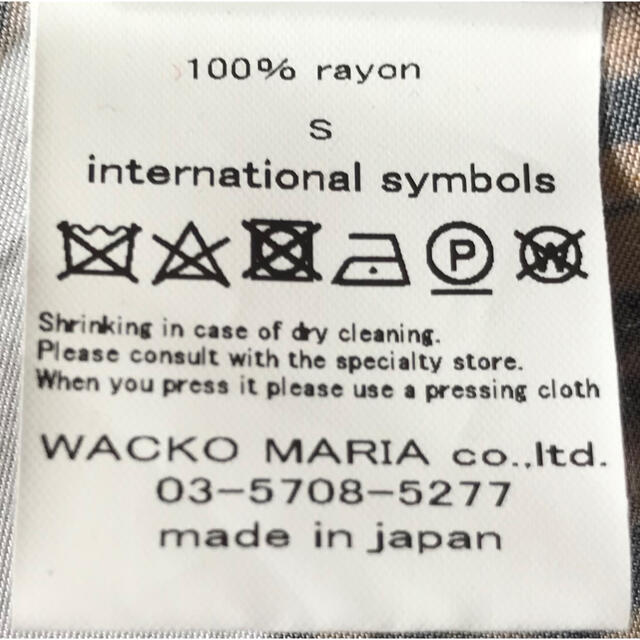 100% rayon
S
international symbols
P W
Shrinking in case of dry cleaning.
Please consult with the specialty store.
When you press it please use a pressing cloth
WACKO MARIA co.,ltd.
03-5708-5277
made in japan